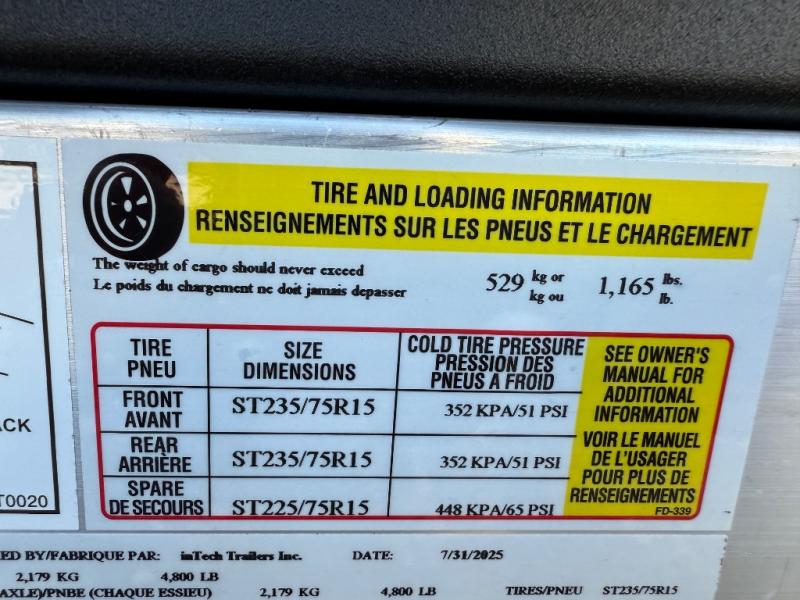 TIRE AND LOADING INFORMATION
RENSEIGNEMENTS SUR LES PNEUS ET LE CHARGEMENT
The weight of cargo should never exceed
Le poids du chargement ne doit jamais depasser
529 kg or
kg ou
1,165 lbs.
lb.
TIRE
PNEU
SIZE
DIMENSIONS
COLD TIRE PRESSURE
PRESSION DES
PNEUS A FROID
SEE OWNER'S
MANUAL FOR
ADDITIONAL
INFORMATION
VOIR LE MANUEL
DE L'USAGER
POUR PLUS DE
RENSEIGNEMENTS
FD-339
FRONT
AVANT
ST235/75R15
352 KPA/51 PSI
REAR
ARRIÈRE
ST235/75R15
352 KPA/51 PSI
SPARE
DE SECOURS
ST225/75R15
448 KPA/65 PSI
ACK
T0020
ED BY/FABRIQUE PAR: inTech Trailers Inc. DATE: 7/31/2025
2,179 KG 4,800 LB
AXLE)/PNBE (CHAQUE ESSIEU) 2,179 KG 4,800 LB TIRES/PNEU ST235/75R15